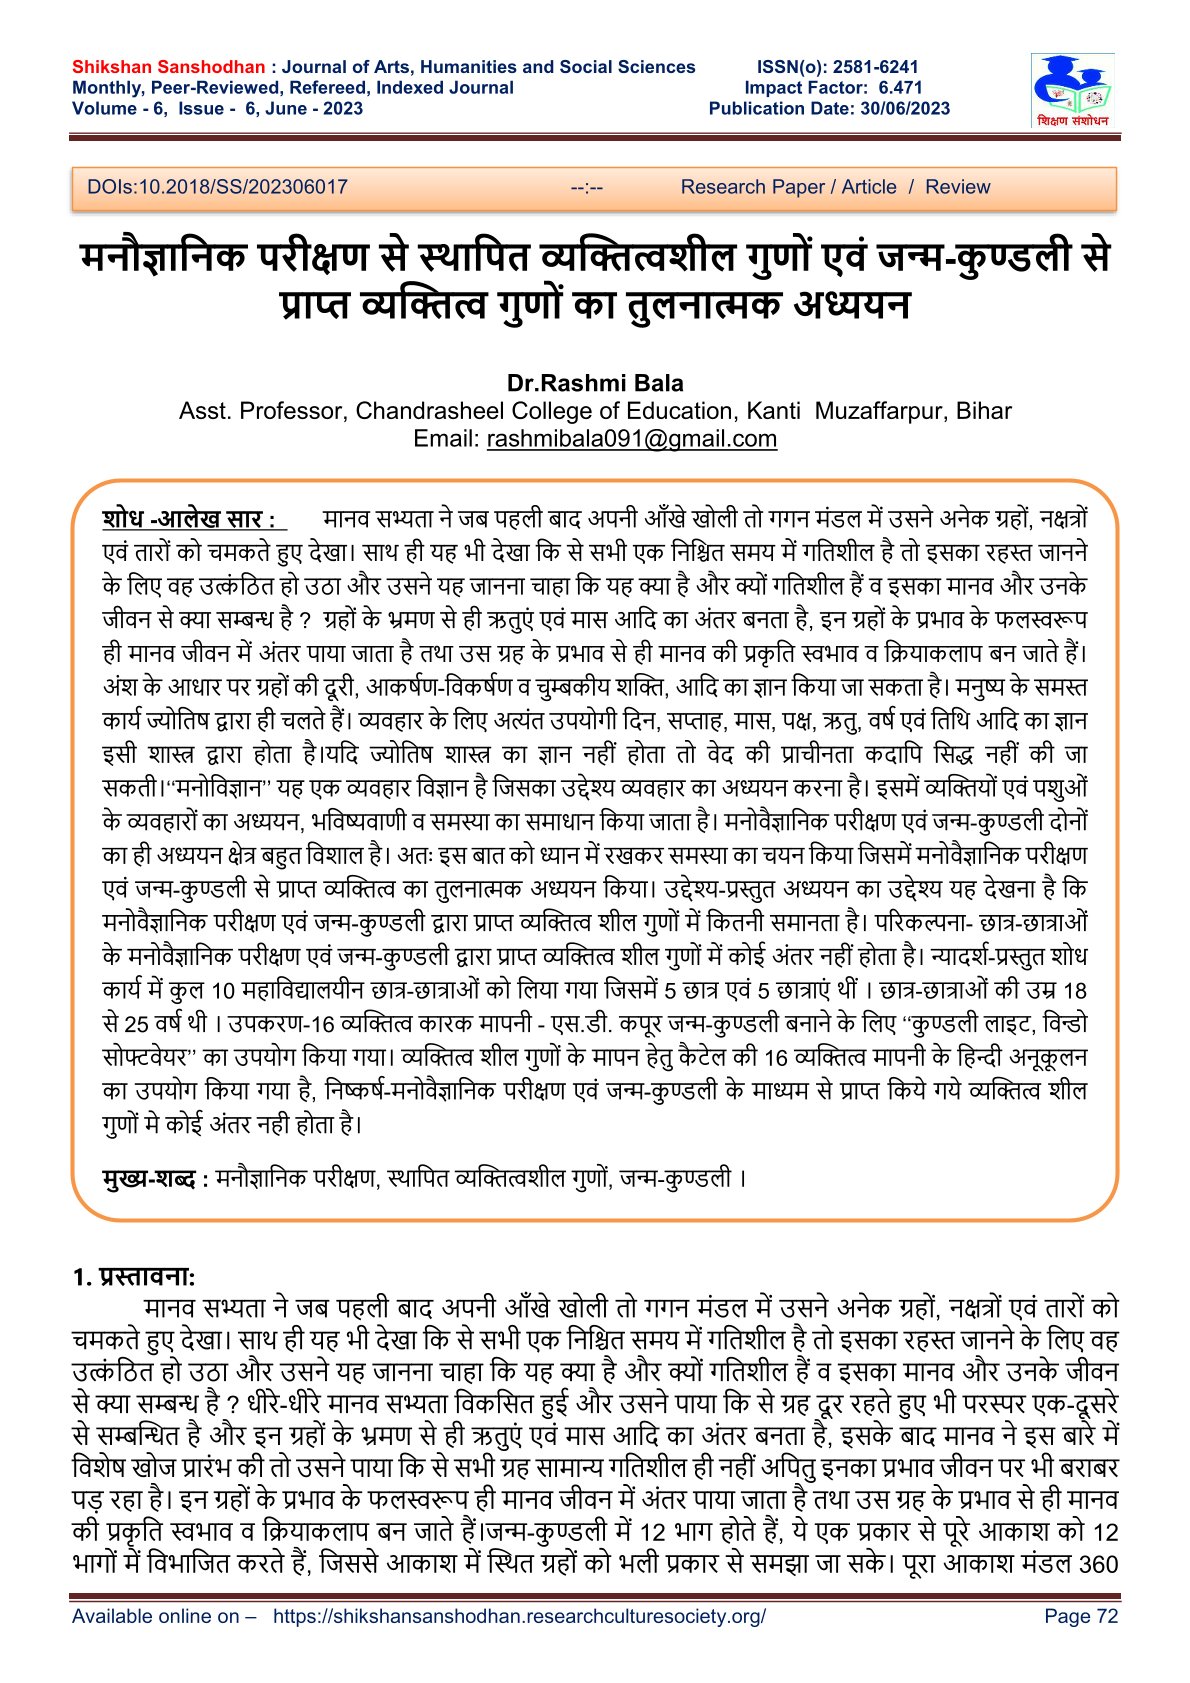 Shikshan Sanshodhan : Journal of Arts, Humanities and Social Sciences ISSN(o): 2581-6241
Monthly, Peer-Reviewed, Refereed, Indexed Journal Impact Factor: 6.471
Volume - 6, Issue - 6, June - 2023 Publication Date: 30/06/2023
शिक्षण संशोधन
DOIs:10.2018/SS/202306017 --:-- Research Paper / Article / Review
मनौज्ञानिक परीक्षण से स्थापित व्यक्तित्वशील गुणों एवं जन्म-कुण्डली से
प्राप्त व्यक्तित्व गुणों का तुलनात्मक अध्ययन
Dr.Rashmi Bala
Asst. Professor, Chandrasheel College of Education, Kanti Muzaffarpur, Bihar
Email: rashmibala091@gmail.com
शोध -आलेख सार : मानव सभ्यता ने जब पहली बाद अपनी आँखे खोली तो गगन मंडल में उसने अनेक ग्रहों, नक्षत्रों
एवं तारों को चमकते हुए देखा। साथ ही यह भी देखा कि से सभी एक निश्चित समय में गतिशील है तो इसका रहस्त जानने
के लिए वह उत्कंठित हो उठा और उसने यह जानना चाहा कि यह क्या है और क्यों गतिशील हैं व इसका मानव और उनके
जीवन से क्या सम्बन्ध है ? ग्रहों के भ्रमण से ही ऋतुएं एवं मास आदि का अंतर बनता है, इन ग्रहों के प्रभाव के फलस्वरूप
ही मानव जीवन में अंतर पाया जाता है तथा उस ग्रह के प्रभाव से ही मानव की प्रकृति स्वभाव व क्रियाकलाप बन जाते हैं।
अंश के आधार पर ग्रहों की दूरी, आकर्षण-विकर्षण व चुम्बकीय शक्ति, आदि का ज्ञान किया जा सकता है। मनुष्य के समस्त
कार्य ज्योतिष द्वारा ही चलते हैं। व्यवहार के लिए अत्यंत उपयोगी दिन, सप्ताह, मास, पक्ष, ऋतु, वर्ष एवं तिथि आदि का ज्ञान
इसी शास्त्र द्वारा होता है।यदि ज्योतिष शास्त्र का ज्ञान नहीं होता तो वेद की प्राचीनता कदापि सिद्ध नहीं की जा
सकती।“मनोविज्ञान” यह एक व्यवहार विज्ञान है जिसका उद्देश्य व्यवहार का अध्ययन करना है। इसमें व्यक्तियों एवं पशुओं
के व्यवहारों का अध्ययन, भविष्यवाणी व समस्या का समाधान किया जाता है। मनोवैज्ञानिक परीक्षण एवं जन्म-कुण्डली दोनों
का ही अध्ययन क्षेत्र बहुत विशाल है। अतः इस बात को ध्यान में रखकर समस्या का चयन किया जिसमें मनोवैज्ञानिक परीक्षण
एवं जन्म-कुण्डली से प्राप्त व्यक्तित्व का तुलनात्मक अध्ययन किया। उद्देश्य-प्रस्तुत अध्ययन का उद्देश्य यह देखना है कि
मनोवैज्ञानिक परीक्षण एवं जन्म-कुण्डली द्वारा प्राप्त व्यक्तित्व शील गुणों में कितनी समानता है। परिकल्पना- छात्र-छात्राओं
के मनोवैज्ञानिक परीक्षण एवं जन्म-कुण्डली द्वारा प्राप्त व्यक्तित्व शील गुणों में कोई अंतर नहीं होता है। न्यादर्श-प्रस्तुत शोध
कार्य में कुल 10 महाविद्यालयीन छात्र-छात्राओं को लिया गया जिसमें 5 छात्र एवं 5 छात्राएं थीं । छात्र-छात्राओं की उम्र 18
से 25 वर्ष थी । उपकरण-16 व्यक्तित्व कारक मापनी - एस.डी. कपूर जन्म-कुण्डली बनाने के लिए “कुण्डली लाइट, विन्डो
सोफ्टवेयर” का उपयोग किया गया। व्यक्तित्व शील गुणों के मापन हेतु कैटेल की 16 व्यक्तित्व मापनी के हिन्दी अनूकूलन
का उपयोग किया गया है, निष्कर्ष-मनोवैज्ञानिक परीक्षण एवं जन्म-कुण्डली के माध्यम से प्राप्त किये गये व्यक्तित्व शील
गुणों मे कोई अंतर नही होता है।
मुख्य-शब्द : मनौज्ञानिक परीक्षण, स्थापित व्यक्तित्वशील गुणों, जन्म-कुण्डली ।
1. प्रस्तावना:
मानव सभ्यता ने जब पहली बाद अपनी आँखे खोली तो गगन मंडल में उसने अनेक ग्रहों, नक्षत्रों एवं तारों को
चमकते हुए देखा। साथ ही यह भी देखा कि से सभी एक निश्चित समय में गतिशील है तो इसका रहस्त जानने के लिए वह
उत्कंठित हो उठा और उसने यह जानना चाहा कि यह क्या है और क्यों गतिशील हैं व इसका मानव और उनके जीवन
से क्या सम्बन्ध है ? धीरे-धीरे मानव सभ्यता विकसित हुई और उसने पाया कि से ग्रह दूर रहते हुए भी परस्पर एक-दूसरे
से सम्बन्धित है और इन ग्रहों के भ्रमण से ही ऋतुएं एवं मास आदि का अंतर बनता है, इसके बाद मानव ने इस बारे में
विशेष खोज प्रारंभ की तो उसने पाया कि से सभी ग्रह सामान्य गतिशील ही नहीं अपितु इनका प्रभाव जीवन पर भी बराबर
पड़ रहा है। इन ग्रहों के प्रभाव के फलस्वरूप ही मानव जीवन में अंतर पाया जाता है तथा उस ग्रह के प्रभाव से ही मानव
की प्रकृति स्वभाव व क्रियाकलाप बन जाते हैं।जन्म-कुण्डली में 12 भाग होते हैं, ये एक प्रकार से पूरे आकाश को 12
भागों में विभाजित करते हैं, जिससे आकाश में स्थित ग्रहों को भली प्रकार से समझा जा सके। पूरा आकाश मंडल 360
Available online on – https://shikshansanshodhan.researchculturesociety.org/ Page 72